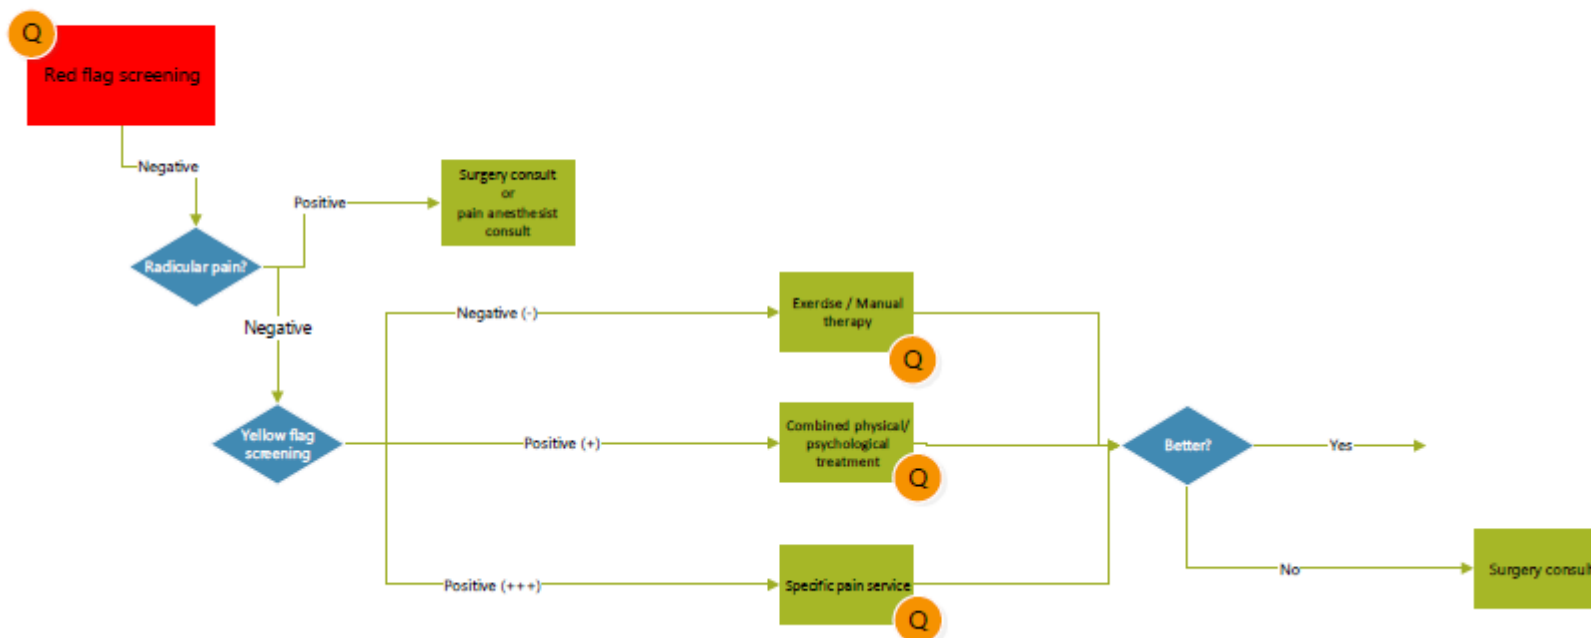 Q
Red flag screening
Negative
Surgery consult
or
pain anesthesist
consult
Positive
Radicular pain?
Negative
Negative (-)
Exercise / Manual
therapy
Q
Yellow flag
screening
Positive (+)
Combined physical/
psychological
treatment
Q
Better?
Yes
Positive (+++)
Specific pain service
Q
No
Surgery consult